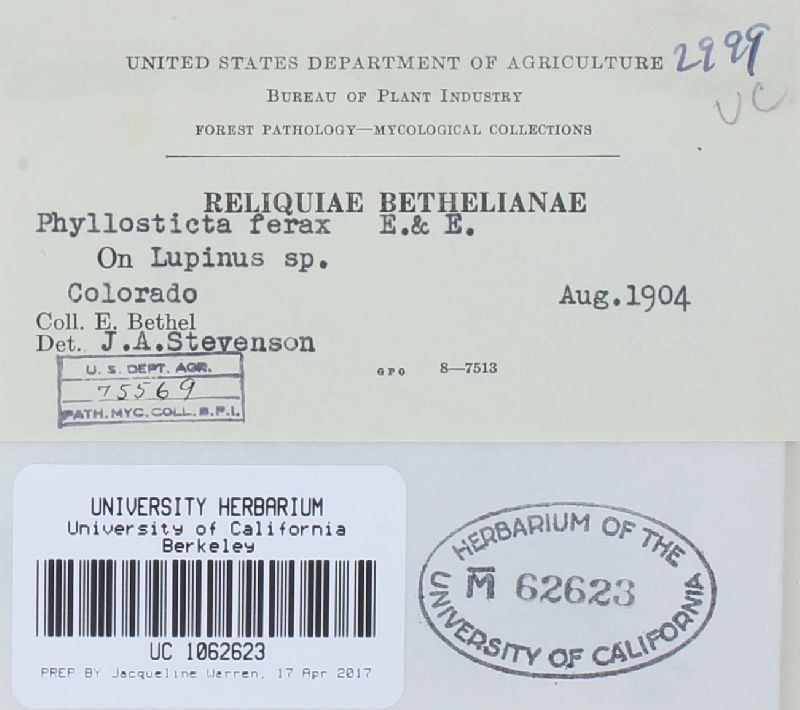 UNITED STATES DEPARTMENT OF AGRICULTURE 2999
BUREAU OF PLANT INDUSTRY UC
FOREST PATHOLOGY—MYCOLOGICAL COLLECTIONS
RELIQUIAE BETHELIANAE
Phyllosticta ferax E.& E.
On Lupinus sp.
Colorado Aug.1904
Coll. E. Bethel
Det. J.A.Stevenson
U. S. DEPT. AGR.
75569
PATH. MYC. COLL. B. P. I.
GPO 8—7513
UNIVERSITY HERBARIUM
University of California
Berkeley
UC 1062623
PREP BY Jacqueline Warren, 17 Apr 2017
HERBARIUM OF THE
M̅ 62623
UNIVERSITY OF CALIFORNIA